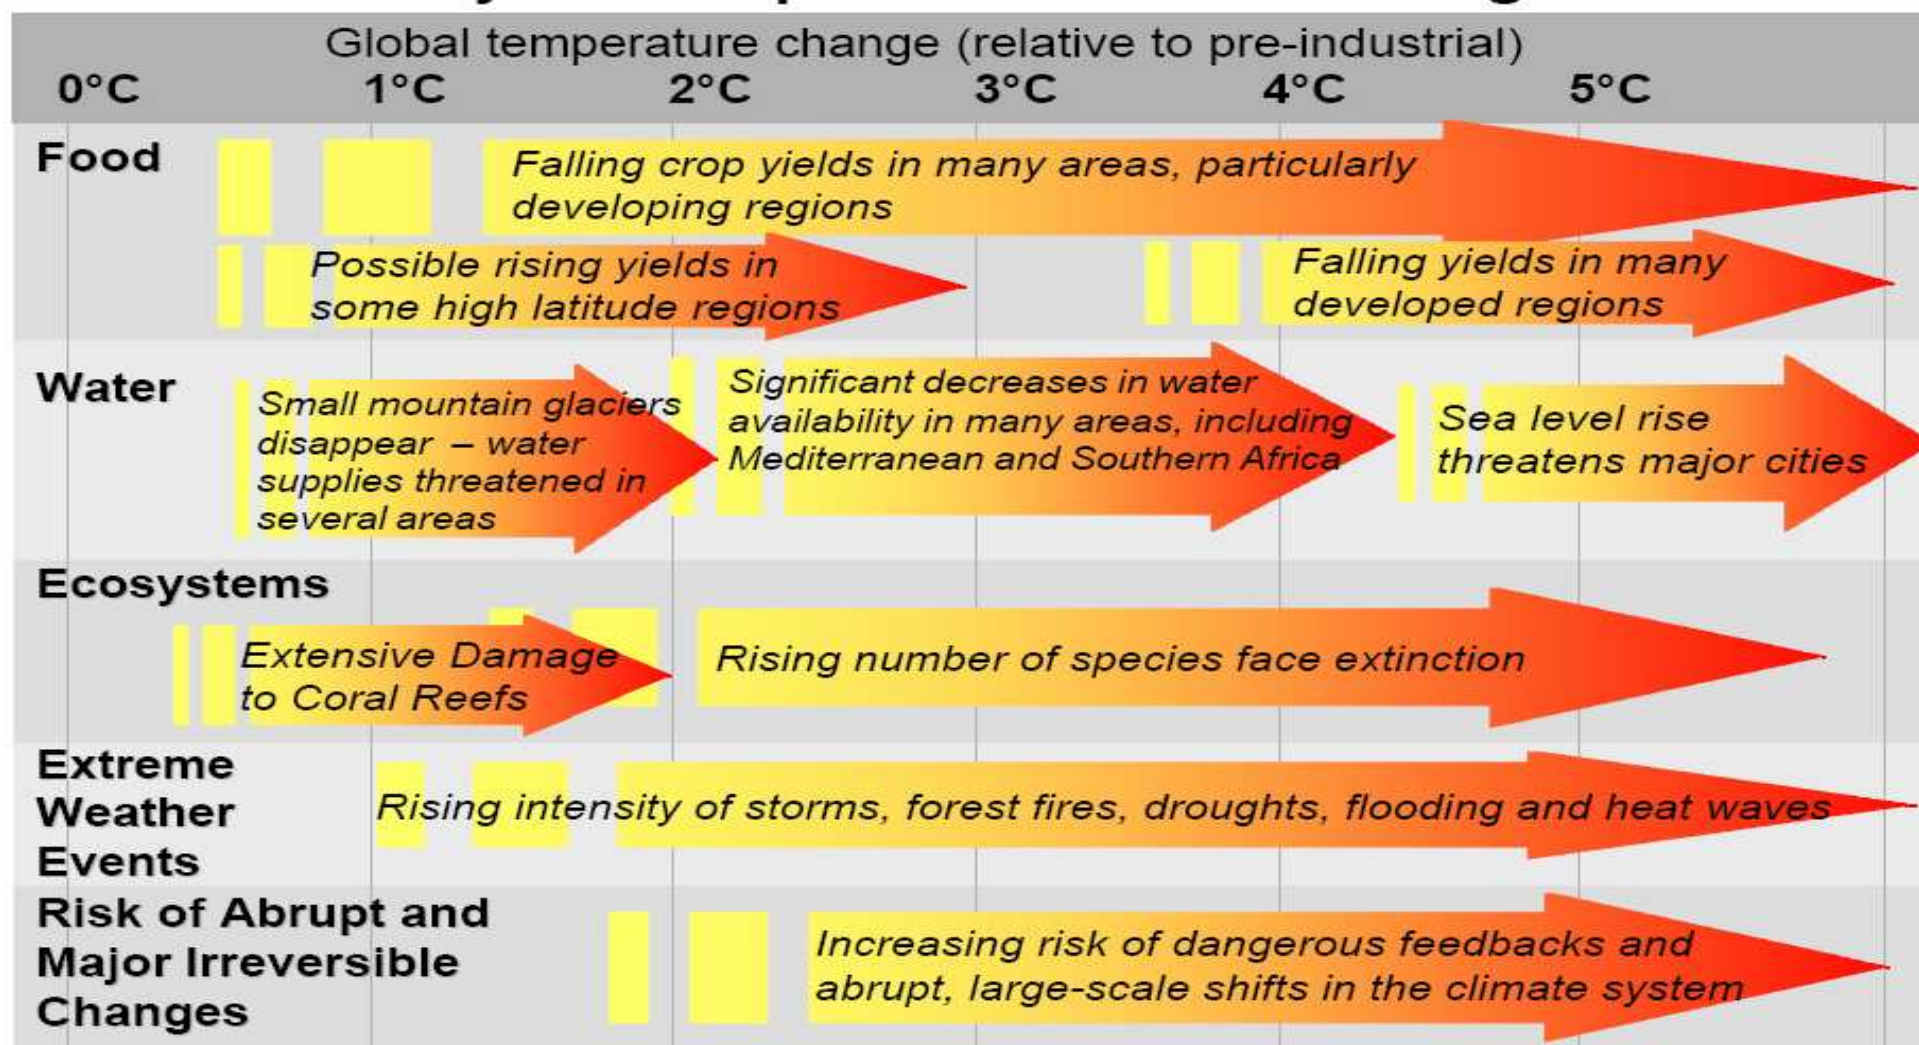 Global temperature change (relative to pre-industrial)
0°C 1°C 2°C 3°C 4°C 5°C
Food
Falling crop yields in many areas, particularly
developing regions
Possible rising yields in
some high latitude regions
Falling yields in many
developed regions
Water
Small mountain glaciers
disappear – water
supplies threatened in
several areas
Significant decreases in water
availability in many areas, including
Mediterranean and Southern Africa
Sea level rise
threatens major cities
Ecosystems
Extensive Damage
to Coral Reefs
Rising number of species face extinction
Extreme
Weather
Events
Rising intensity of storms, forest fires, droughts, flooding and heat waves
Risk of Abrupt and
Major Irreversible
Changes
Increasing risk of dangerous feedbacks and
abrupt, large-scale shifts in the climate system